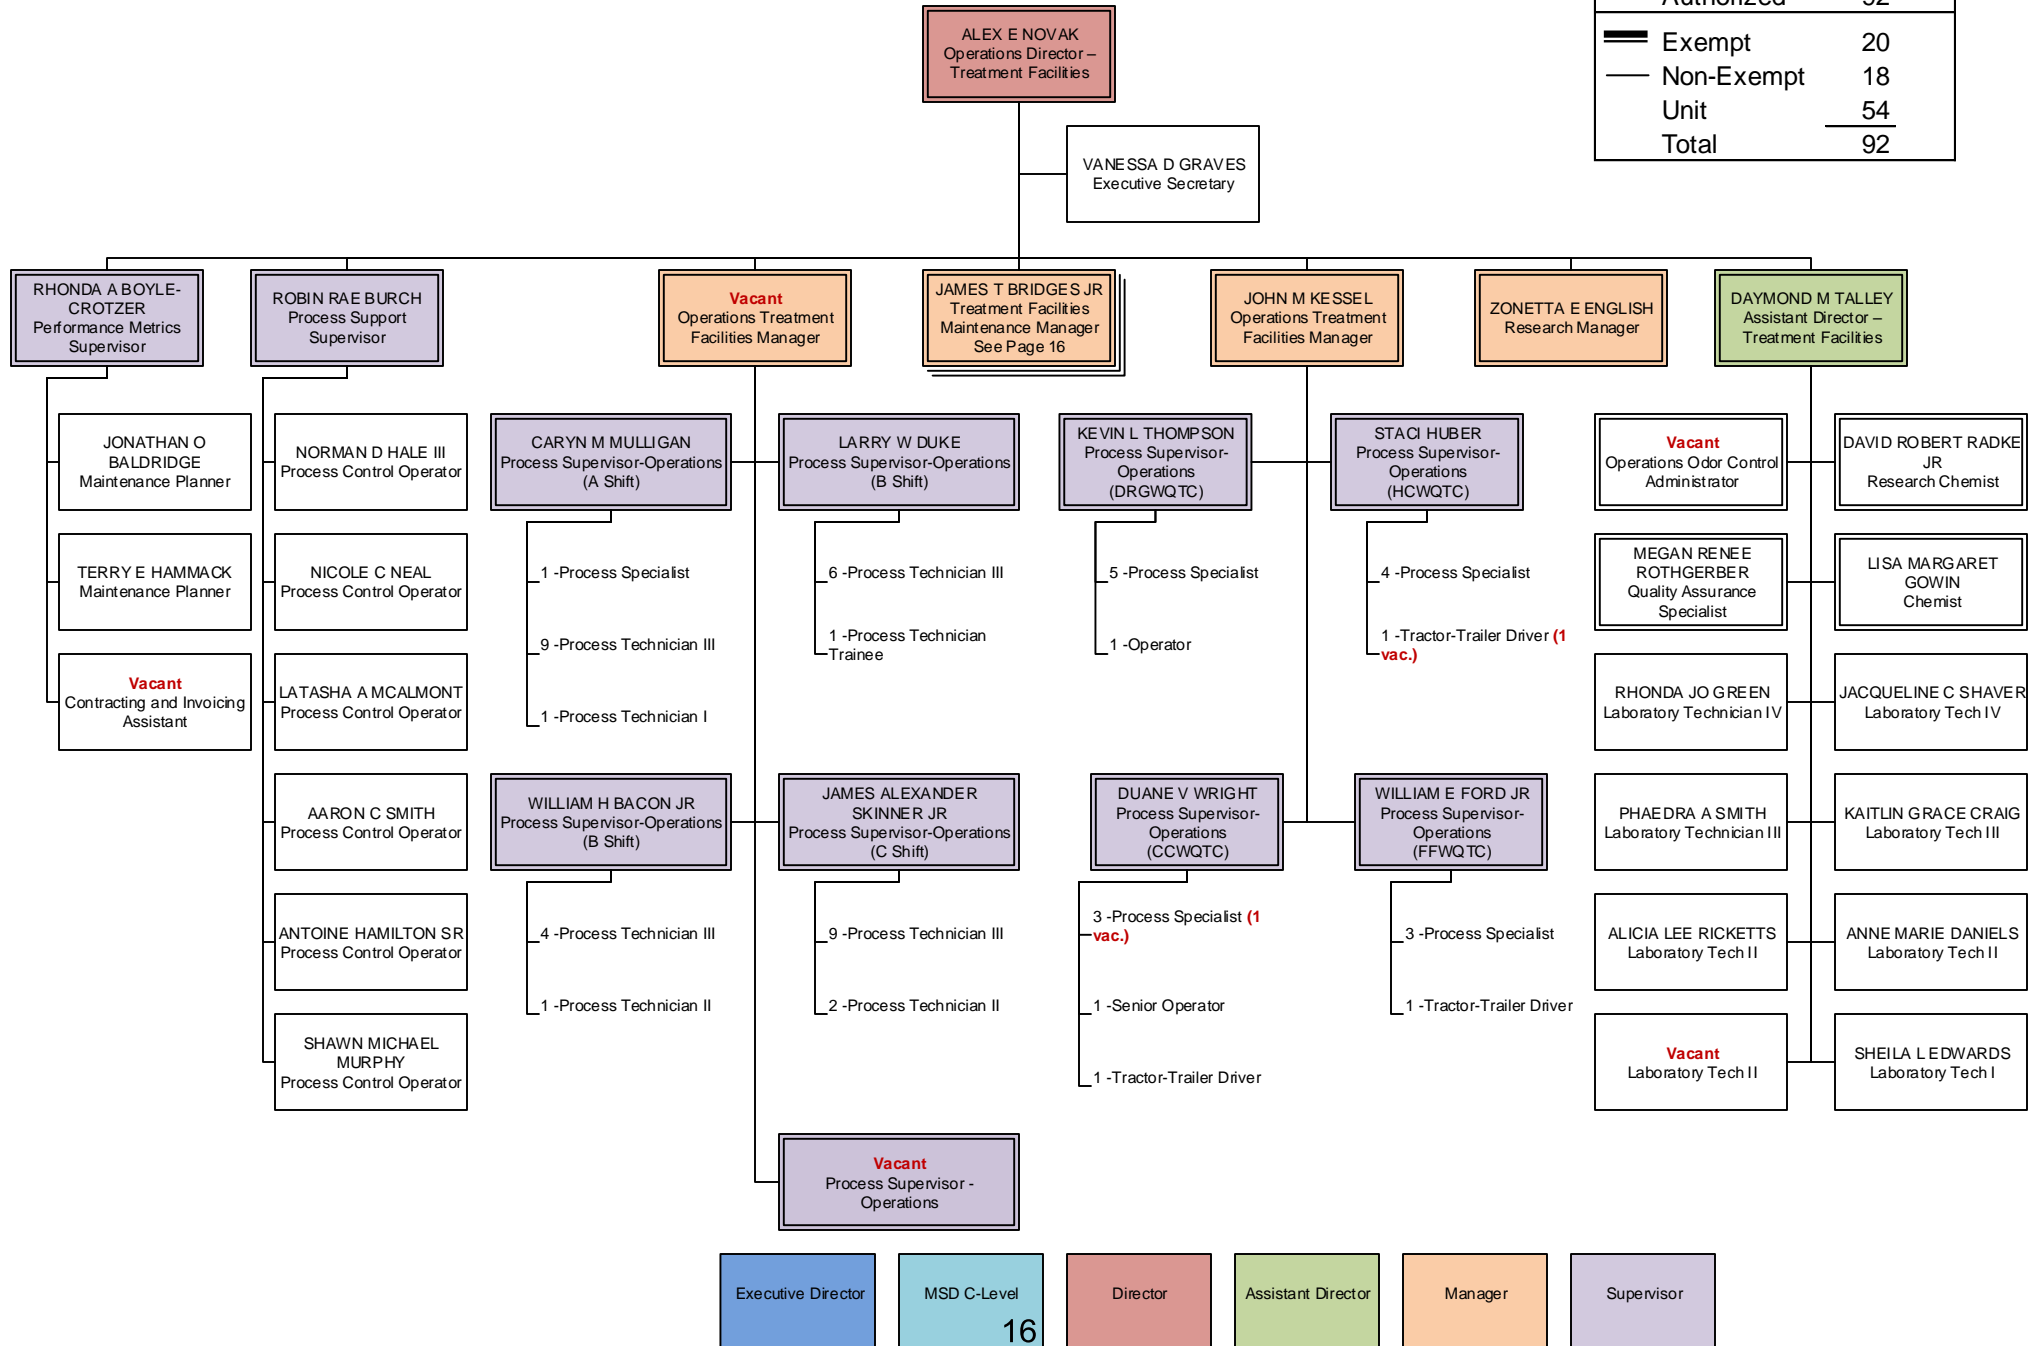 Authorized 92
Exempt 20
Non-Exempt 18
Unit 54
Total 92
ALEX E NOVAK
Operations Director –
Treatment Facilities
VANESSA D GRAVES
Executive Secretary
RHONDA A BOYLE-
CROTZER
Performance Metrics
Supervisor
ROBIN RAE BURCH
Process Support
Supervisor
Vacant
Operations Treatment
Facilities Manager
JAMES T BRIDGES JR
Treatment Facilities
Maintenance Manager
See Page 16
JOHN M KESSEL
Operations Treatment
Facilities Manager
ZONETTA E ENGLISH
Research Manager
DAYMOND M TALLEY
Assistant Director –
Treatment Facilities
JONATHAN O
BALDRIDGE
Maintenance Planner
TERRY E HAMMACK
Maintenance Planner
Vacant
Contracting and Invoicing
Assistant
NORMAN D HALE III
Process Control Operator
NICOLE C NEAL
Process Control Operator
LATASHA A MCALMONT
Process Control Operator
AARON C SMITH
Process Control Operator
ANTOINE HAMILTON SR
Process Control Operator
SHAWN MICHAEL
MURPHY
Process Control Operator
CARYN M MULLIGAN
Process Supervisor-Operations
(A Shift)
1 -Process Specialist
9 -Process Technician III
1 -Process Technician I
LARRY W DUKE
Process Supervisor-Operations
(B Shift)
6 -Process Technician III
1 -Process Technician
Trainee
WILLIAM H BACON JR
Process Supervisor-Operations
(B Shift)
4 -Process Technician III
1 -Process Technician II
JAMES ALEXANDER
SKINNER JR
Process Supervisor-Operations
(C Shift)
9 -Process Technician III
2 -Process Technician II
Vacant
Process Supervisor -
Operations
KEVIN L THOMPSON
Process Supervisor-
Operations
(DRGWQTC)
5 -Process Specialist
1 -Operator
STACI HUBER
Process Supervisor-
Operations
(HCWQTC)
4 -Process Specialist
1 -Tractor-Trailer Driver (1
vac.)
DUANE V WRIGHT
Process Supervisor-
Operations
(CCWQTC)
3 -Process Specialist (1
vac.)
1 -Senior Operator
1 -Tractor-Trailer Driver
WILLIAM E FORD JR
Process Supervisor-
Operations
(FFWQTC)
3 -Process Specialist
1 -Tractor-Trailer Driver
Vacant
Operations Odor Control
Administrator
DAVID ROBERT RADKE
JR
Research Chemist
MEGAN RENEE
ROTHGERBER
Quality Assurance
Specialist
LISA MARGARET
GOWIN
Chemist
RHONDA JO GREEN
Laboratory Technician IV
JACQUELINE C SHAVER
Laboratory Tech IV
PHAEDRA A SMITH
Laboratory Technician III
KAITLIN GRACE CRAIG
Laboratory Tech III
ALICIA LEE RICKETTS
Laboratory Tech II
ANNE MARIE DANIELS
Laboratory Tech II
Vacant
Laboratory Tech II
SHEILA L EDWARDS
Laboratory Tech I
Executive Director
MSD C-Level
16
Director
Assistant Director
Manager
Supervisor